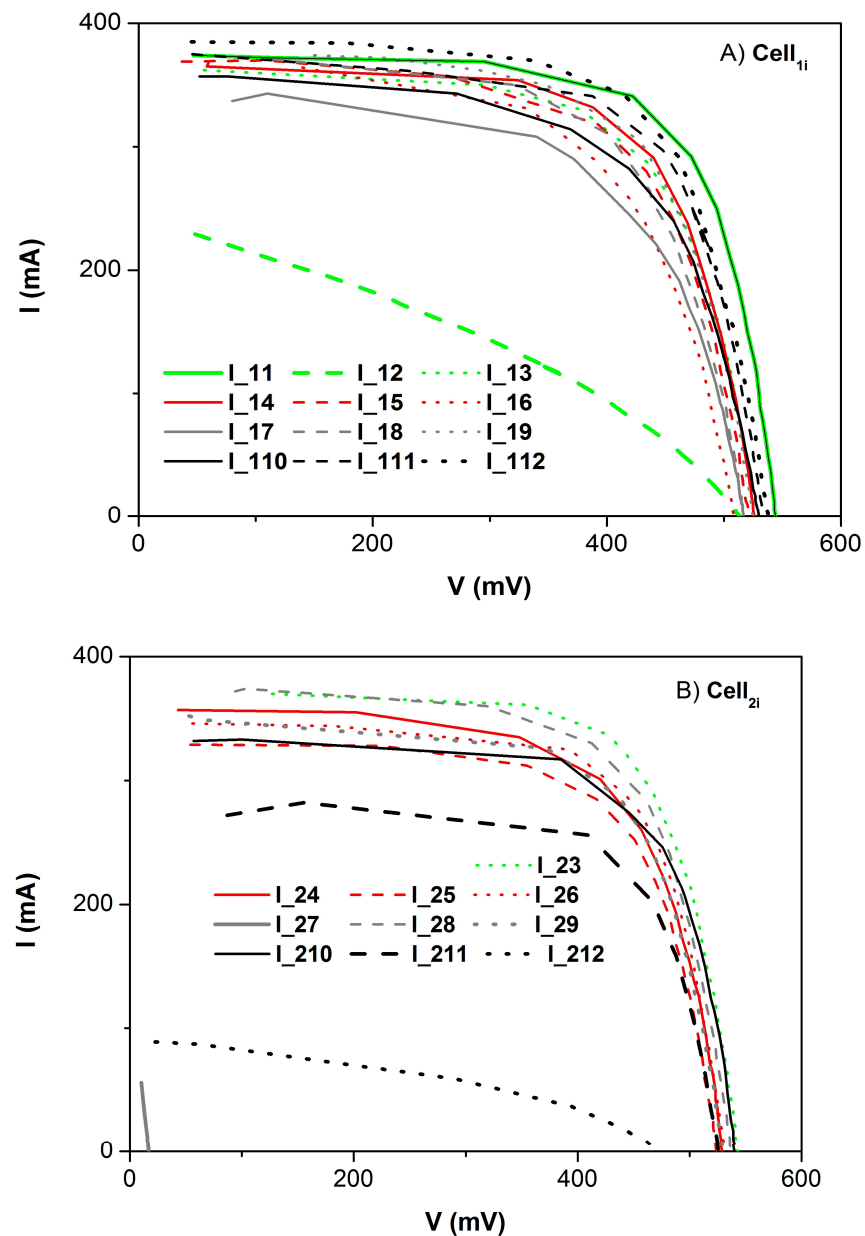 400
A) Cell1i
I (mA)
200
I_11 I_12 I_13
I_14 I_15 I_16
I_17 I_18 I_19
I_110 I_111 I_112
0
0 200 400 600
V (mV)
400
B) Cell2i
I (mA)
I_23
200
I_24 I_25 I_26
I_27 I_28 I_29
I_210 I_211 I_212
0
0 200 400 600
V (mV)